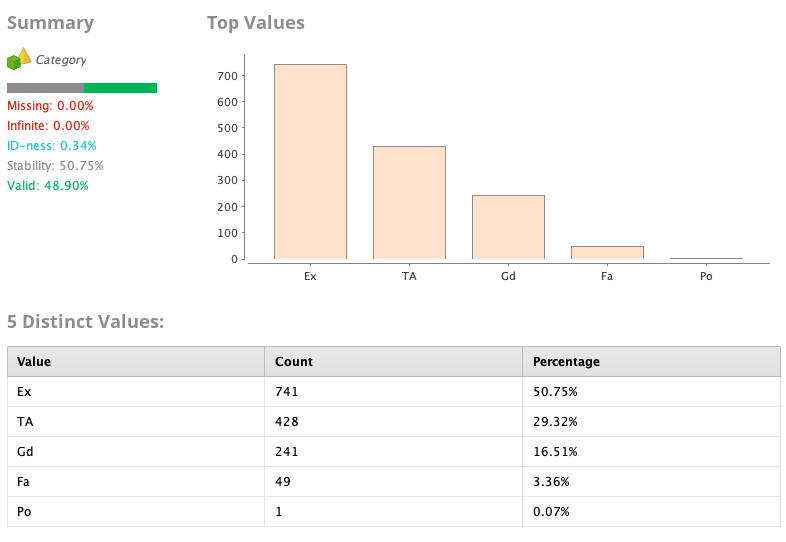 Summary
Category
Missing: 0.00%
Infinite: 0.00%
ID-ness: 0.34%
Stability: 50.75%
Valid: 48.90%
Top Values
700
600
500
400
300
200
100
0
Ex TA Gd Fa Po
5 Distinct Values:
Value Count Percentage
Ex 741 50.75%
TA 428 29.32%
Gd 241 16.51%
Fa 49 3.36%
Po 1 0.07%